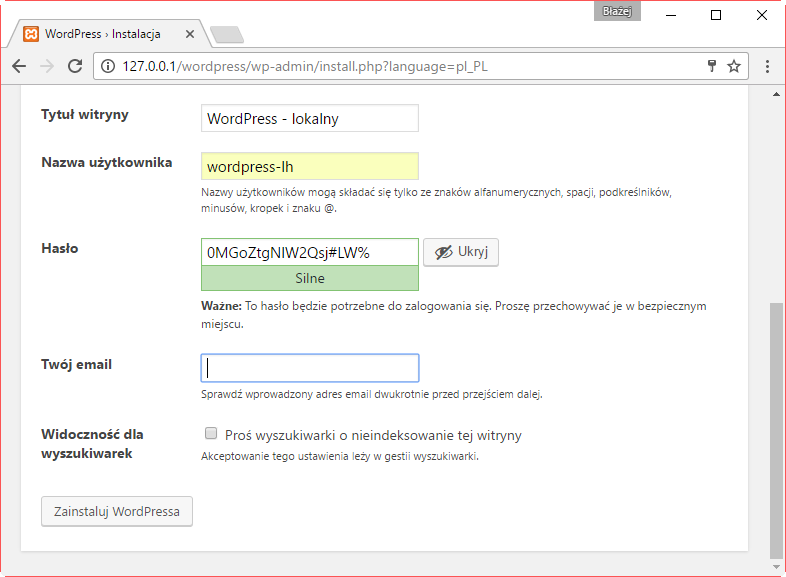 Błażej
WordPress › Instalacja
127.0.0.1/wordpress/wp-admin/install.php?language=pl_PL
Tytuł witryny
WordPress - lokalny
Nazwa użytkownika
wordpress-lh
Nazwy użytkowników mogą składać się tylko ze znaków alfanumerycznych, spacji, podkreślników,
minusów, kropek i znaku @.
Hasło
0MGoZtgNIW2Qsj#LW%
Ukryj
Silne
Ważne: To hasło będzie potrzebne do zalogowania się. Proszę przechowywać je w bezpiecznym
miejscu.
Twój email
Sprawdź wprowadzony adres email dwukrotnie przed przejściem dalej.
Widoczność dla
wyszukiwarek
Proś wyszukiwarki o nieindeksowanie tej witryny
Akceptowanie tego ustawienia leży w gestii wyszukiwarki.
Zainstaluj WordPressa